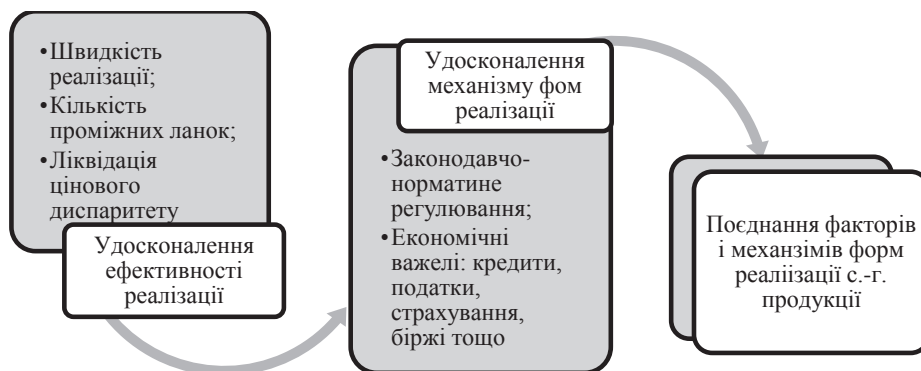 •Швидкість
реалізації;
•Кількість
проміжних ланок;
•Ліквідація
цінового
диспаритету
Удосконалення
ефективності
реалізації
Удосконалення
механізму фом
реалізації
•Законодавчо-
норматине
регулювання;
•Економічні
важелі: кредити,
податки,
страхування,
біржі тощо
Поєднання факторів
і механзімів форм
реаліізації с.-г.
продукції